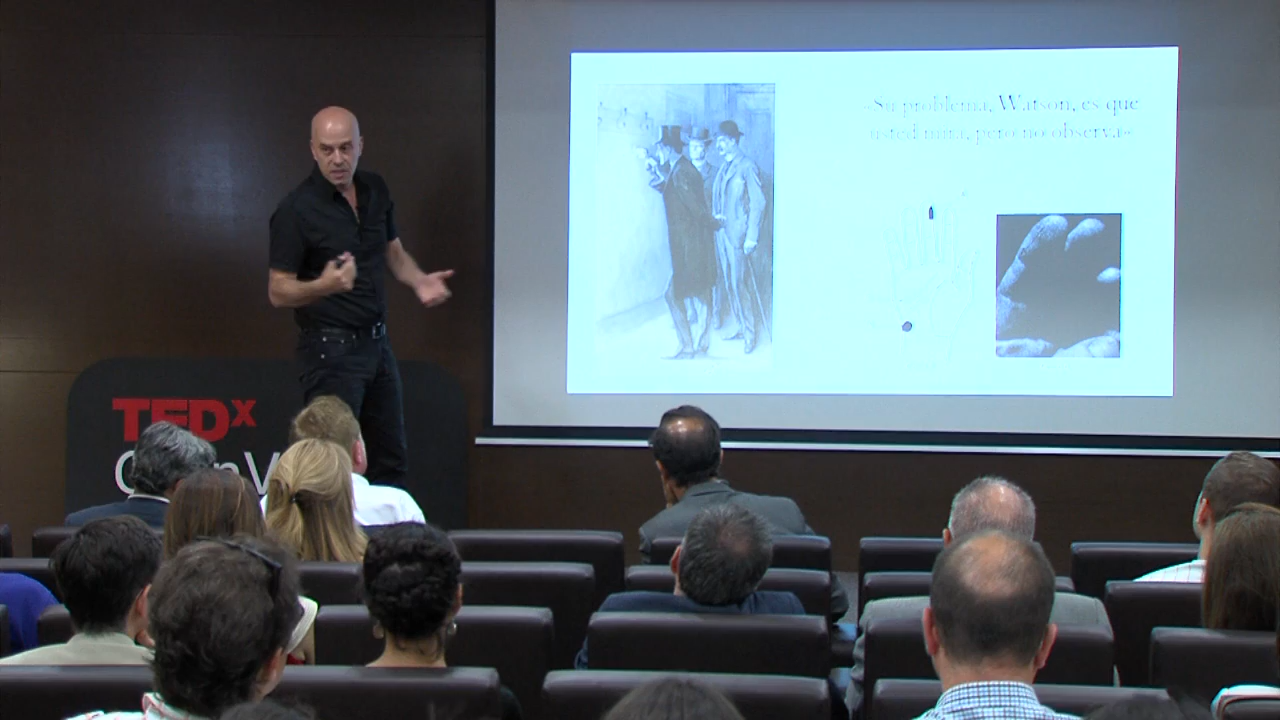 «Su problema, Watson, es que
usted mira, pero no observa»
TEDx